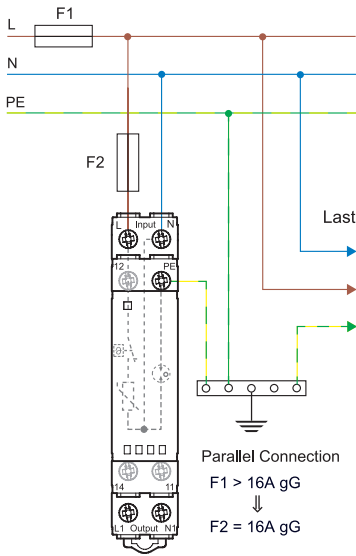 F1
L
N
PE
F2
L Input N
Last
12 PE
Parallel Connection
14 11
F1 > 16A gG
⇓
L1 Output N1
F2 = 16A gG